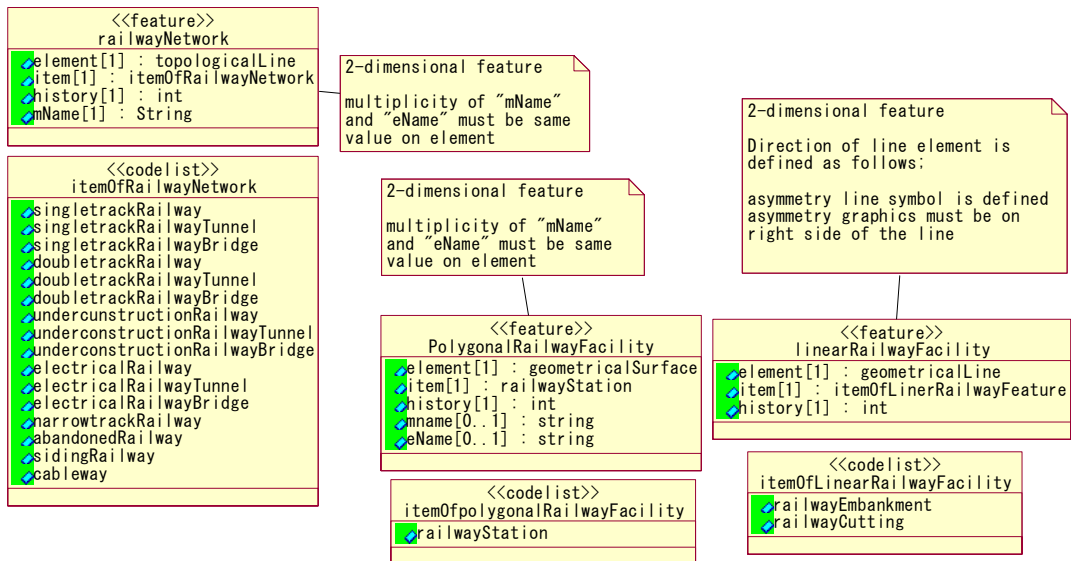 <<feature>>
railwayNetwork
element[1] : topologicalLine
item[1] : itemOfRailwayNetwork
history[1] : int
mName[1] : String
2-dimensional feature
multiplicity of "mName"
and "eName" must be same
value on element
<<codelist>>
itemOfRailwayNetwork
singletrackRailway
singletrackRailwayTunnel
singletrackRailwayBridge
doubletrackRailway
doubletrackRailwayTunnel
doubletrackRailwayBridge
undercunstructionRailway
underconstructionRailwayTunnel
underconstructionRailwayBridge
electricalRailway
electricalRailwayTunnel
electricalRailwayBridge
narrowtrackRailway
abandonedRailway
sidingRailway
cableway
2-dimensional feature
multiplicity of "mName"
and "eName" must be same
value on element
<<feature>>
PolygonalRailwayFacility
element[1] : geometricalSurface
item[1] : railwayStation
history[1] : int
mname[0..1] : string
eName[0..1] : string
<<codelist>>
itemOfpolygonalRailwayFacility
railwayStation
2-dimensional feature
Direction of line element is
defined as follows;
asymmetry line symbol is defined
asymmetry graphics must be on
right side of the line
<<feature>>
linearRailwayFacility
element[1] : geometricalLine
item[1] : itemOfLinerRailwayFeature
history[1] : int
<<codelist>>
itemOfLinearRailwayFacility
railwayEmbankment
railwayCutting